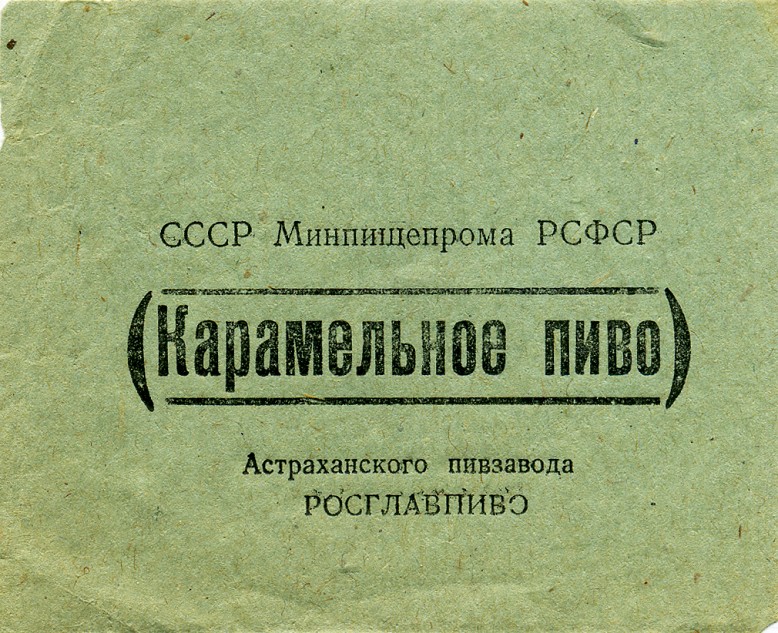 СССР Минпищепрома РСФСР
(Карамельное пиво)
Астраханского пивзавода
РОСГЛАВПИВО